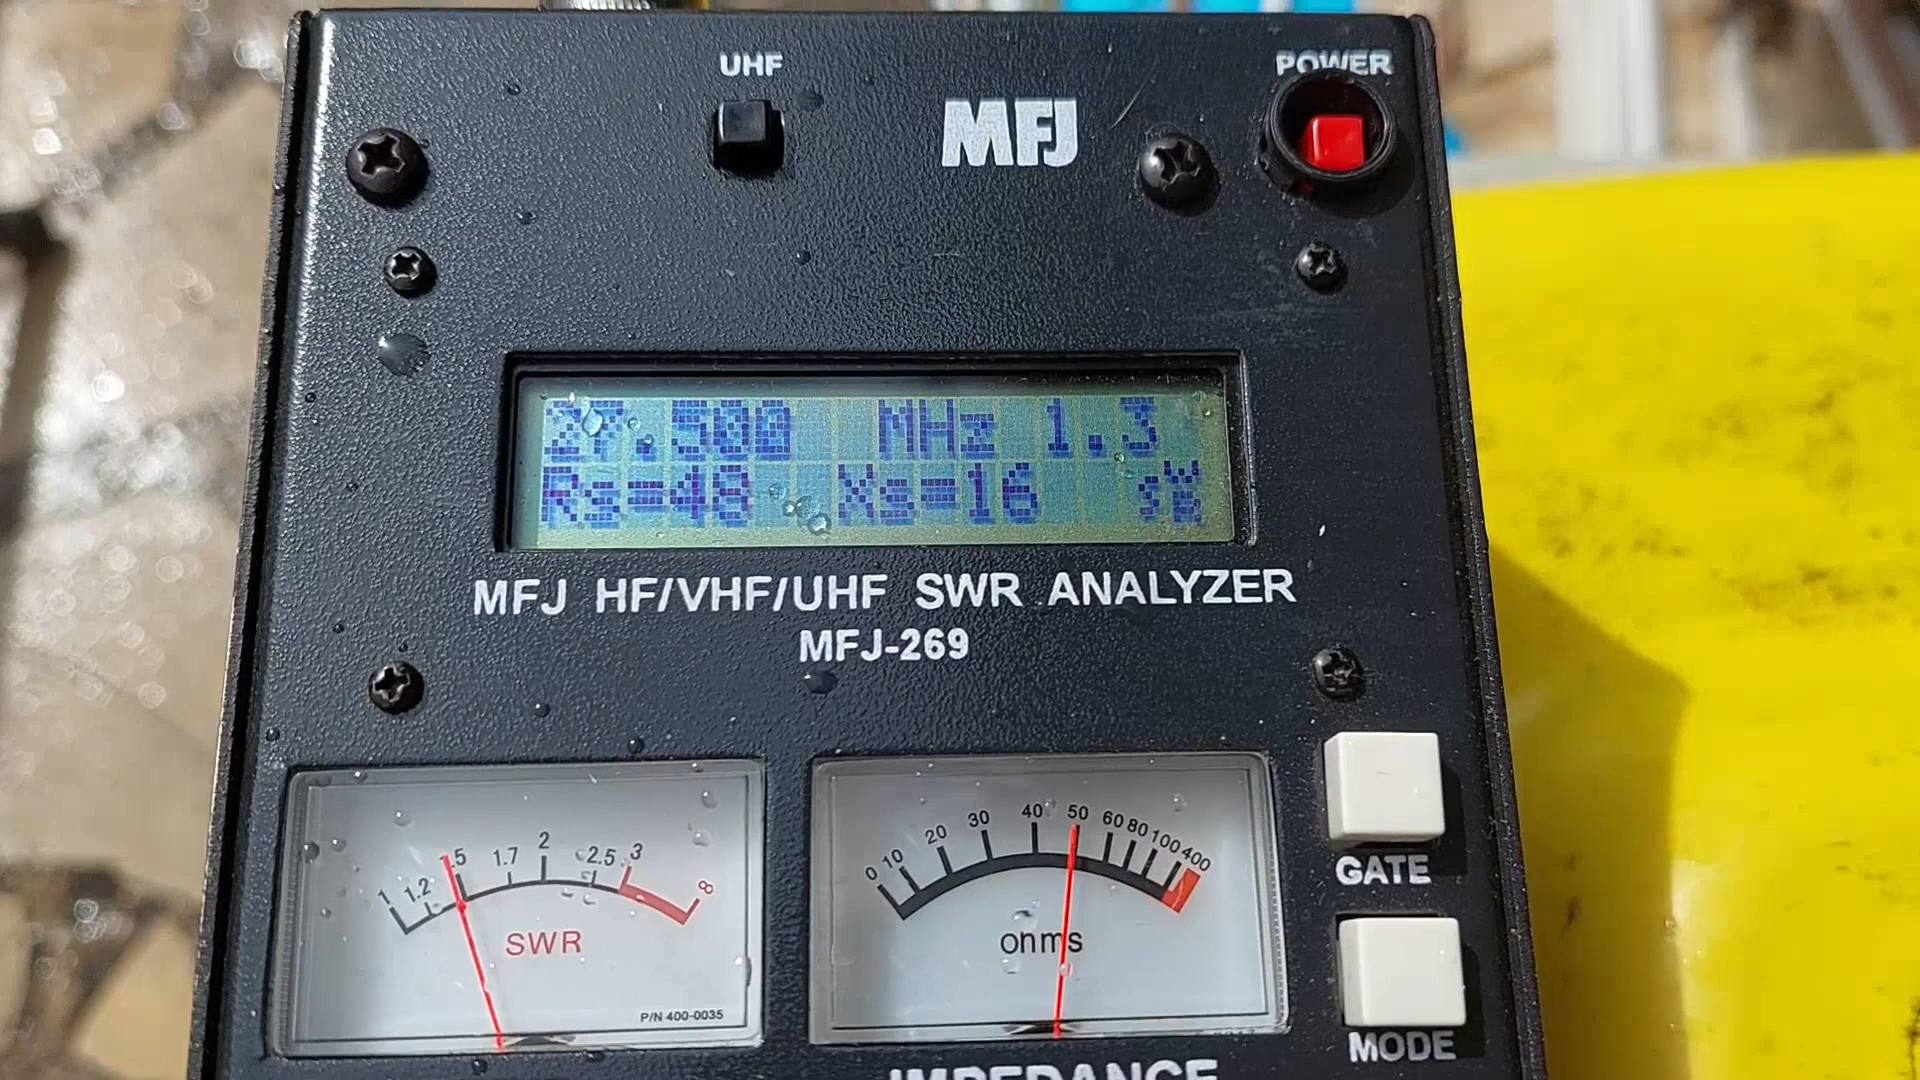 UHF
MFJ
POWER
27.500 MHz 1.3
Rs=48 Xs=16 SWR
MFJ HF/VHF/UHF SWR ANALYZER
MFJ-269
1 1.2 .5 1.7 2 2.5 3 ∞
SWR
P/N 400-0035
0 10 20 30 40 50 60 80 100 400
ohms
GATE
MODE
IMPEDANCE